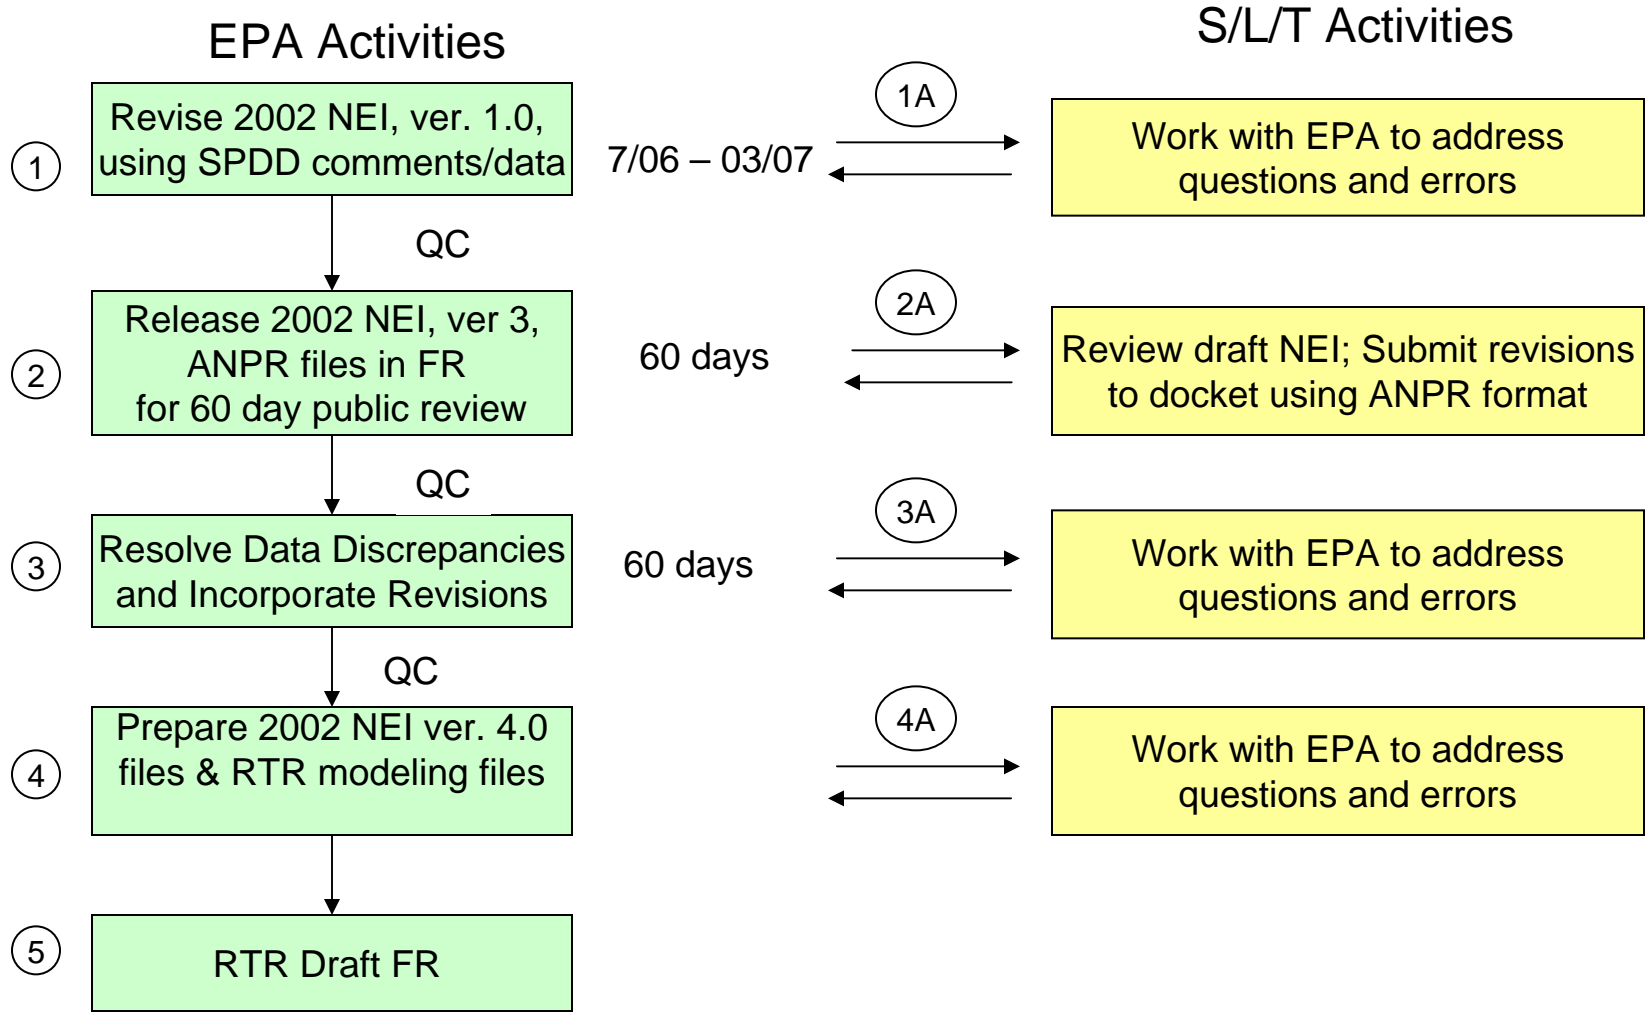 EPA Activities
S/L/T Activities
1
Revise 2002 NEI, ver. 1.0,
using SPDD comments/data
7/06 – 03/07
1A
Work with EPA to address
questions and errors
QC
2
Release 2002 NEI, ver 3,
ANPR files in FR
for 60 day public review
60 days
2A
Review draft NEI; Submit revisions
to docket using ANPR format
QC
3
Resolve Data Discrepancies
and Incorporate Revisions
60 days
3A
Work with EPA to address
questions and errors
QC
4
Prepare 2002 NEI ver. 4.0
files & RTR modeling files
4A
Work with EPA to address
questions and errors
5
RTR Draft FR